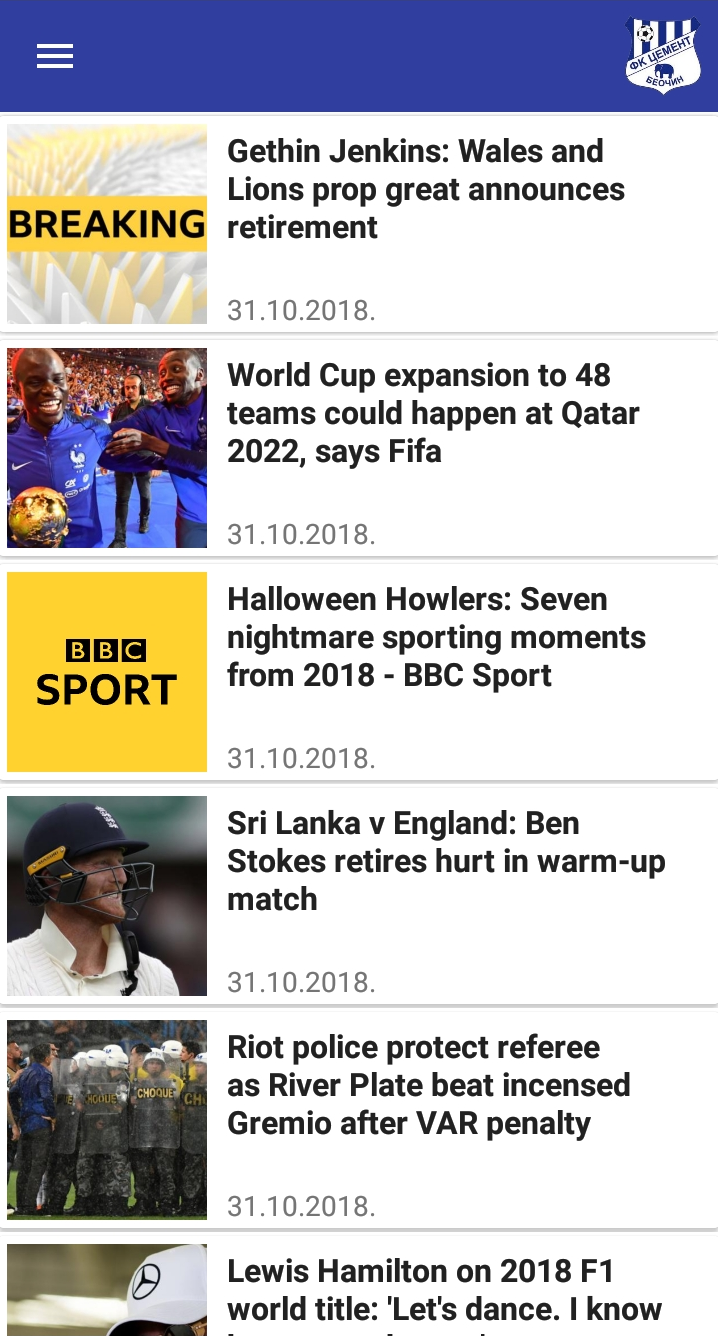 ФК ЦЕМЕНТ
БЕОЧИН
BREAKING
Gethin Jenkins: Wales and
Lions prop great announces
retirement
31.10.2018.
World Cup expansion to 48
teams could happen at Qatar
2022, says Fifa
31.10.2018.
BBC
SPORT
Halloween Howlers: Seven
nightmare sporting moments
from 2018 - BBC Sport
31.10.2018.
Sri Lanka v England: Ben
Stokes retires hurt in warm-up
match
31.10.2018.
CHOQUE
CHOQUE
Riot police protect referee
as River Plate beat incensed
Gremio after VAR penalty
31.10.2018.
Lewis Hamilton on 2018 F1
world title: 'Let's dance. I know